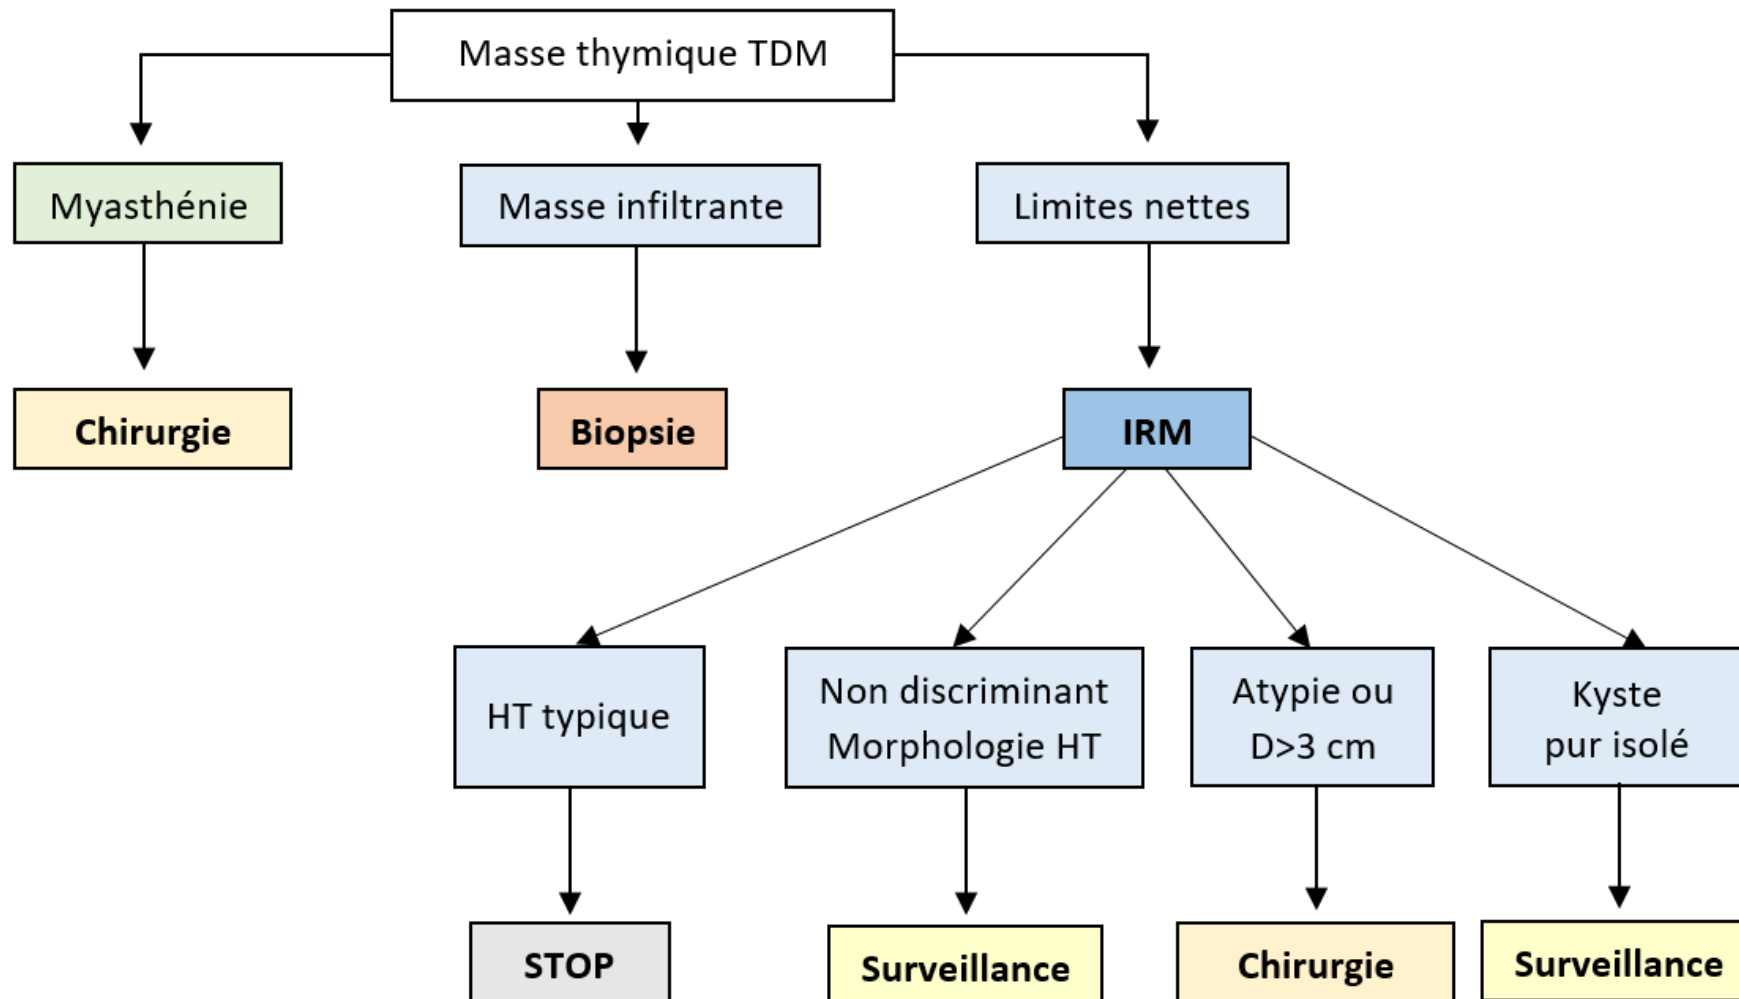 Masse thymique TDM
Myasthénie
Masse infiltrante
Limites nettes
Chirurgie
Biopsie
IRM
HT typique
Non discriminant
Morphologie HT
Atypie ou
D>3 cm
Kyste
pur isolé
STOP
Surveillance
Chirurgie
Surveillance